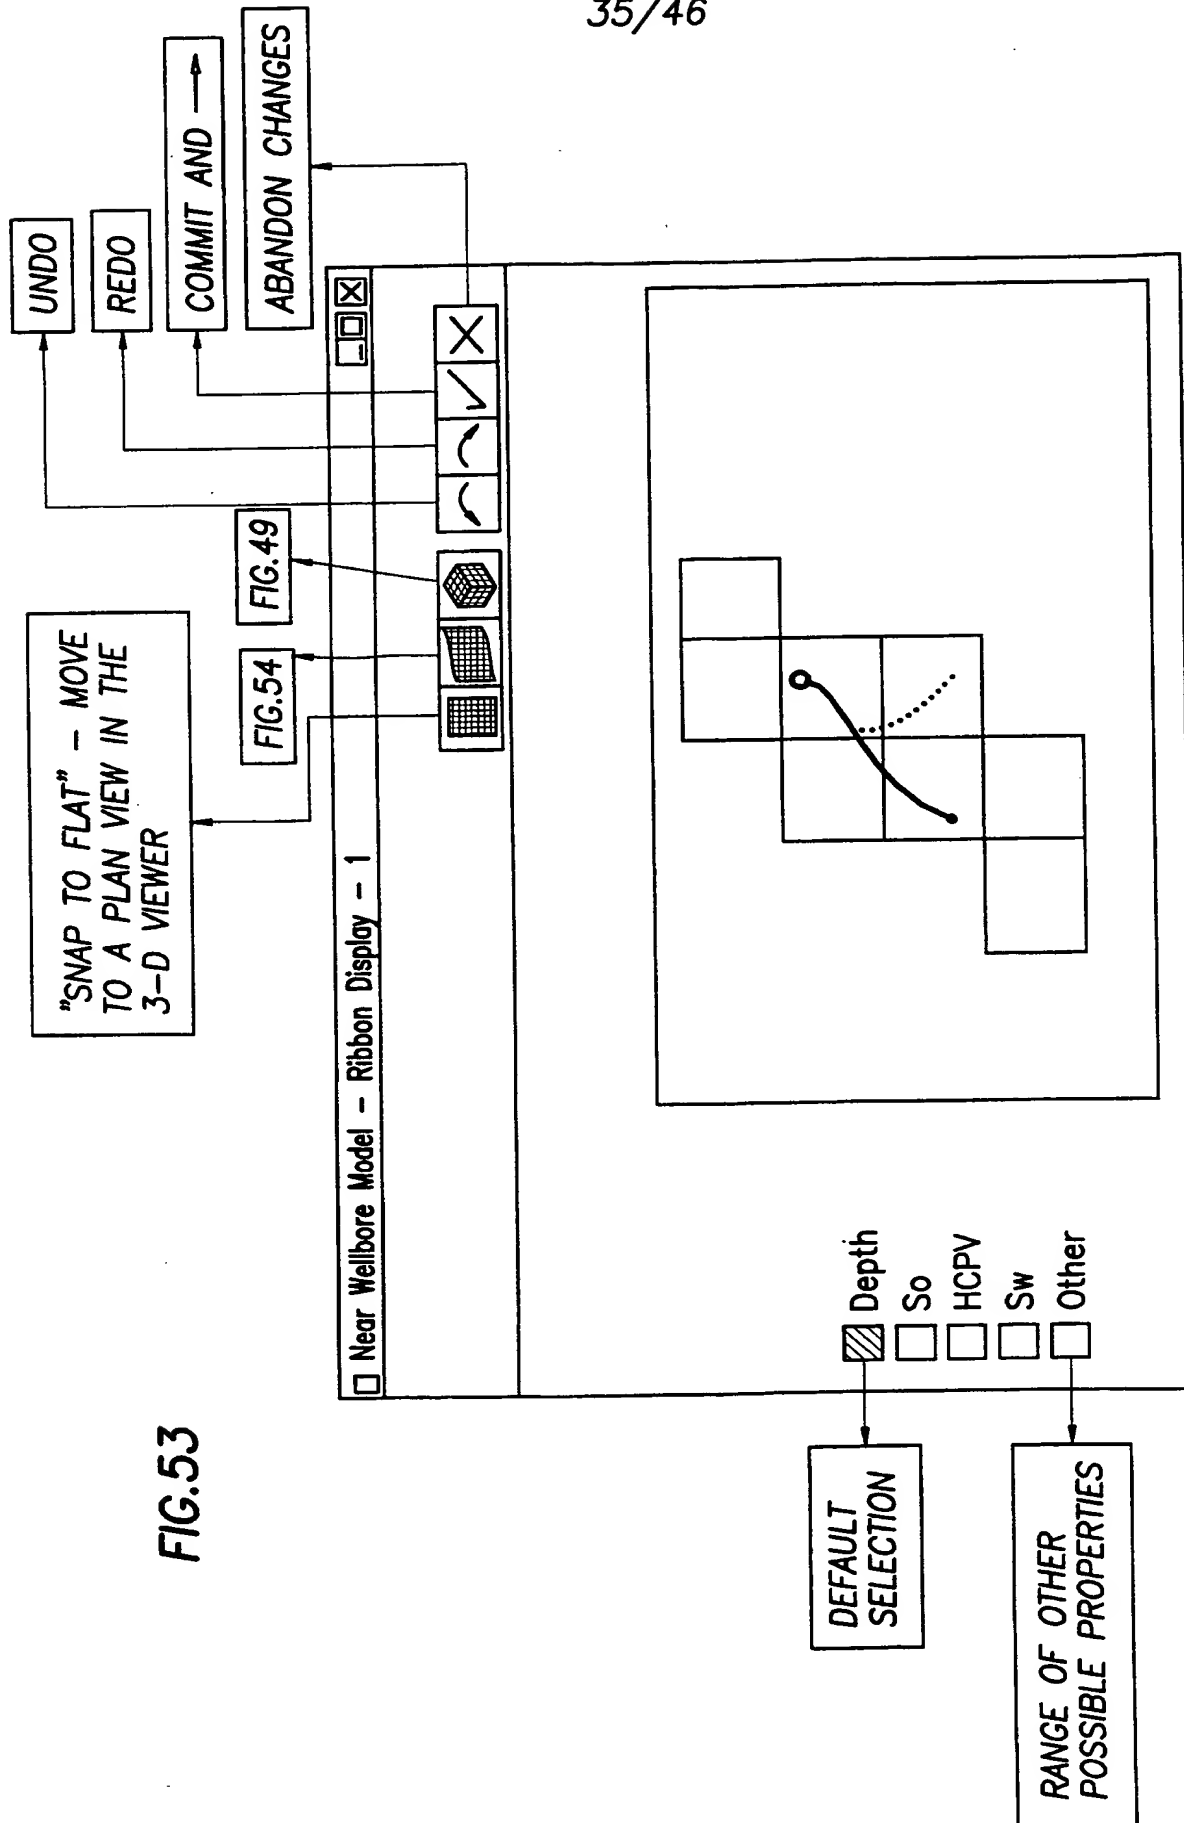 35/46
FIG.53
"SNAP TO FLAT" – MOVE
TO A PLAN VIEW IN THE
3–D VIEWER
FIG.54
FIG.49
UNDO
REDO
COMMIT AND
ABANDON CHANGES
Near Wellbore Model – Ribbon Display – 1
DEFAULT
SELECTION
Depth
So
HCPV
Sw
Other
RANGE OF OTHER
POSSIBLE PROPERTIES